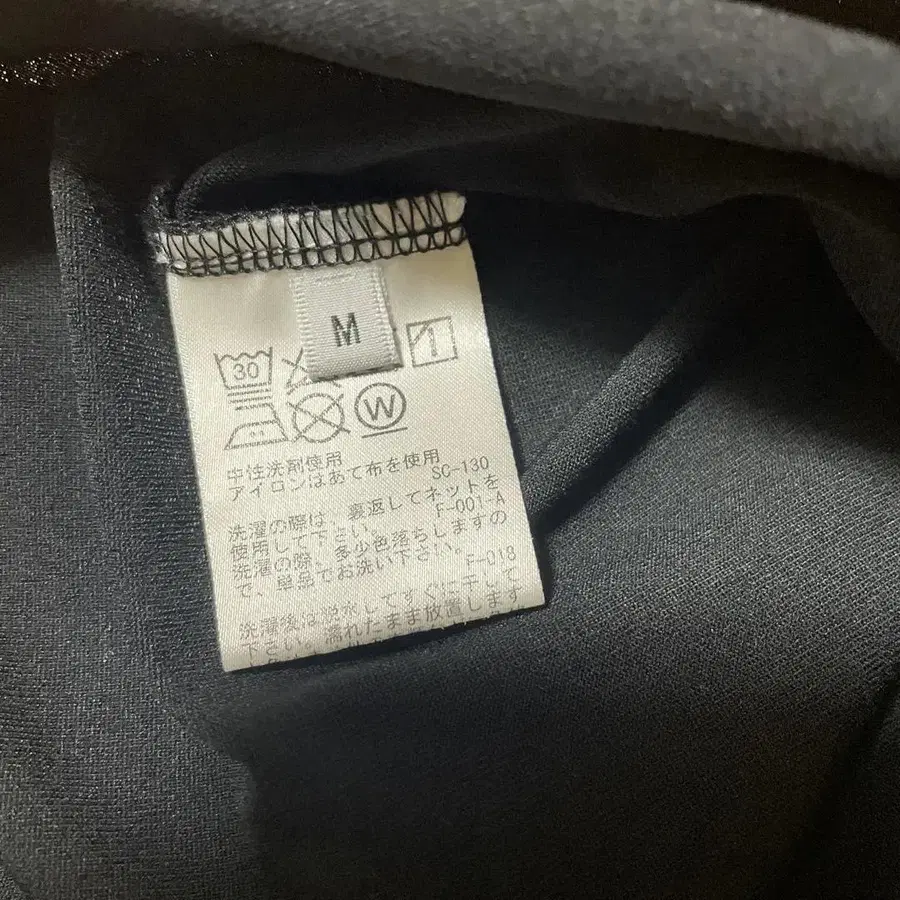 M
30
W
中性洗剤使用
アイロンはあて布を使用
SC-130
洗濯の際は、裏返してネットを
使用して下さい。 F-001-A
洗濯の際、多少色落ちしますの
で、単品でお洗い下さい。
F-018
洗濯後は脱水してすぐに干して
下さい。濡れたまま放置します